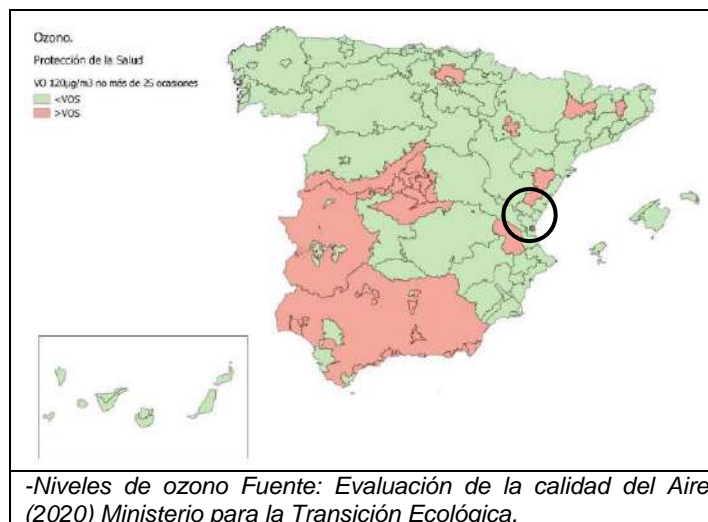 Ozono.
Protección de la Salud
VO 120µg/m3 no más de 25 ocasiones
<VOS
>VOS
-Niveles de ozono Fuente: Evaluación de la calidad del Aire
(2020) Ministerio para la Transición Ecológica.